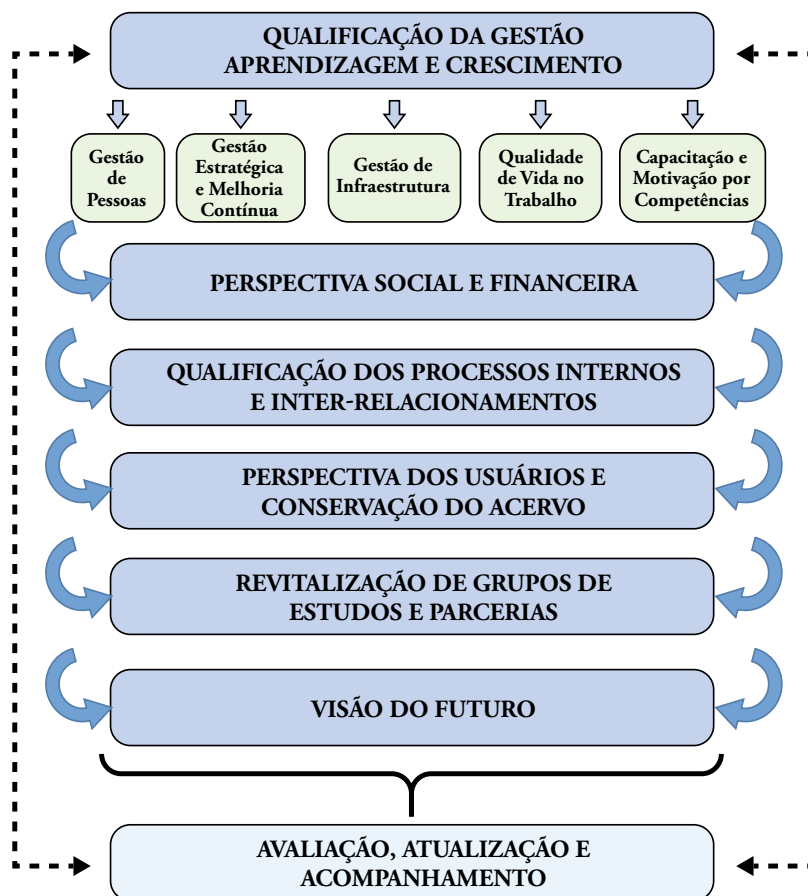 QUALIFICAÇÃO DA GESTÃO
APRENDIZAGEM E CRESCIMENTO
Gestão
de
Pessoas
Gestão
Estratégica
e Melhoria
Contínua
Gestão de
Infraestrutura
Qualidade
de Vida no
Trabalho
Capacitação e
Motivação por
Competências
PERSPECTIVA SOCIAL E FINANCEIRA
QUALIFICAÇÃO DOS PROCESSOS INTERNOS
E INTER-RELACIONAMENTOS
PERSPECTIVA DOS USUÁRIOS E
CONSERVAÇÃO DO ACERVO
REVITALIZAÇÃO DE GRUPOS DE
ESTUDOS E PARCERIAS
VISÃO DO FUTURO
AVALIAÇÃO, ATUALIZAÇÃO E
ACOMPANHAMENTO